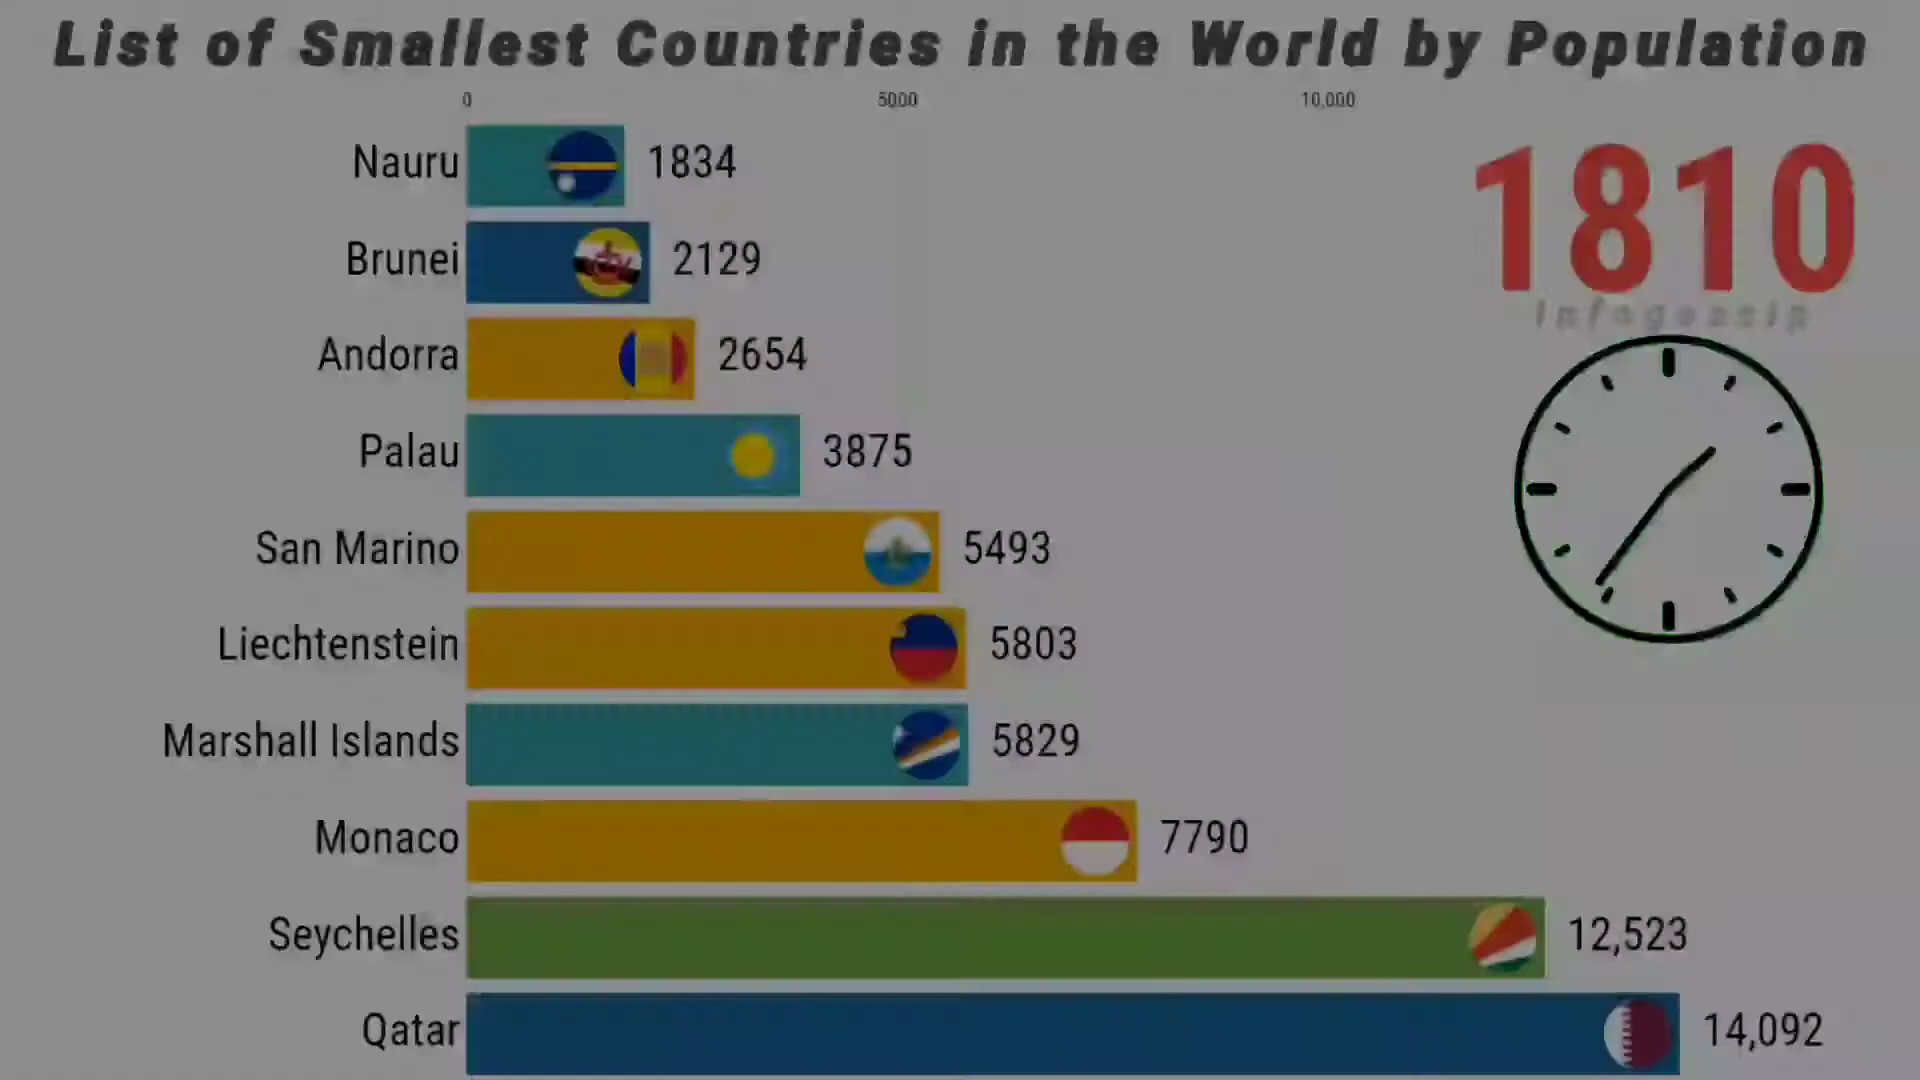 List of Smallest Countries in the World by Population
0 5000 10,000
Nauru 1834
1810
Infogossip
Brunei 2129
Andorra 2654
Palau 3875
San Marino 5493
Liechtenstein 5803
Marshall Islands 5829
Monaco 7790
Seychelles 12,523
Qatar 14,092